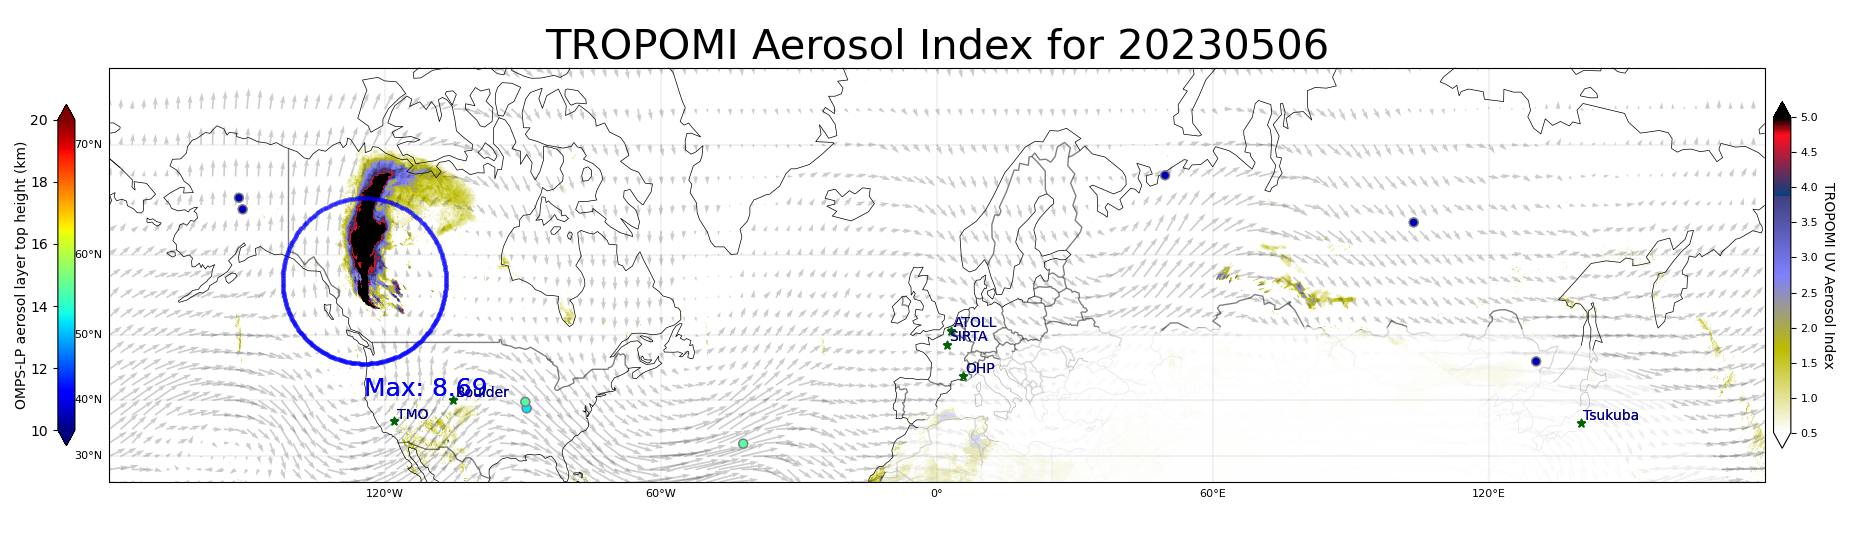 TROPOMI Aerosol Index for 20230506
20
18
16
14
12
10
OMPS-LP aerosol layer top height (km)
70°N
60°N
50°N
40°N
30°N
120°W
60°W
0°
60°E
120°E
ATOLL
SIRTA
OHP
Max: 8.69
Boulder
TMO
Tsukuba
5.0
4.5
4.0
3.5
3.0
2.5
2.0
1.5
1.0
0.5
TROPOMI UV Aerosol Index